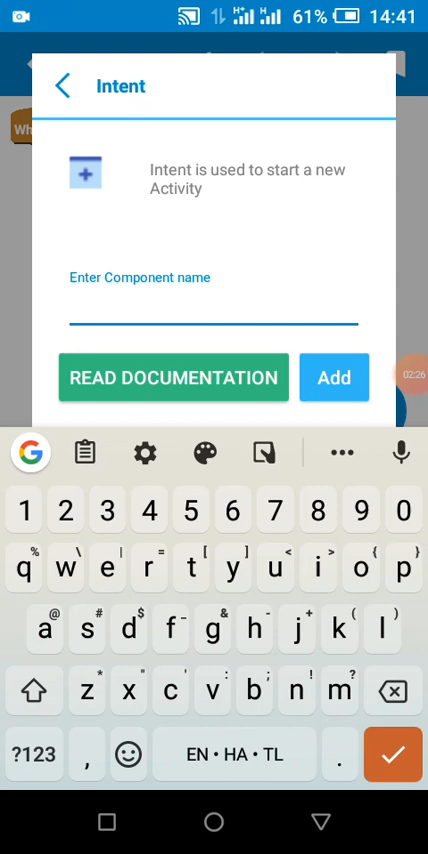 H+ H 61% 14:41
Intent
Wh
Intent is used to start a new
Activity
Enter Component name
READ DOCUMENTATION Add
02:26
G
1 2 3 4 5 6 7 8 9 0
% \ | = [ ] < > { }
q w e r t y u i o p
@ # $ _ & - + ( )
a s d f g h j k l
* " ' : ; ! ?
z x c v b n m
?123 , EN • HA • TL .